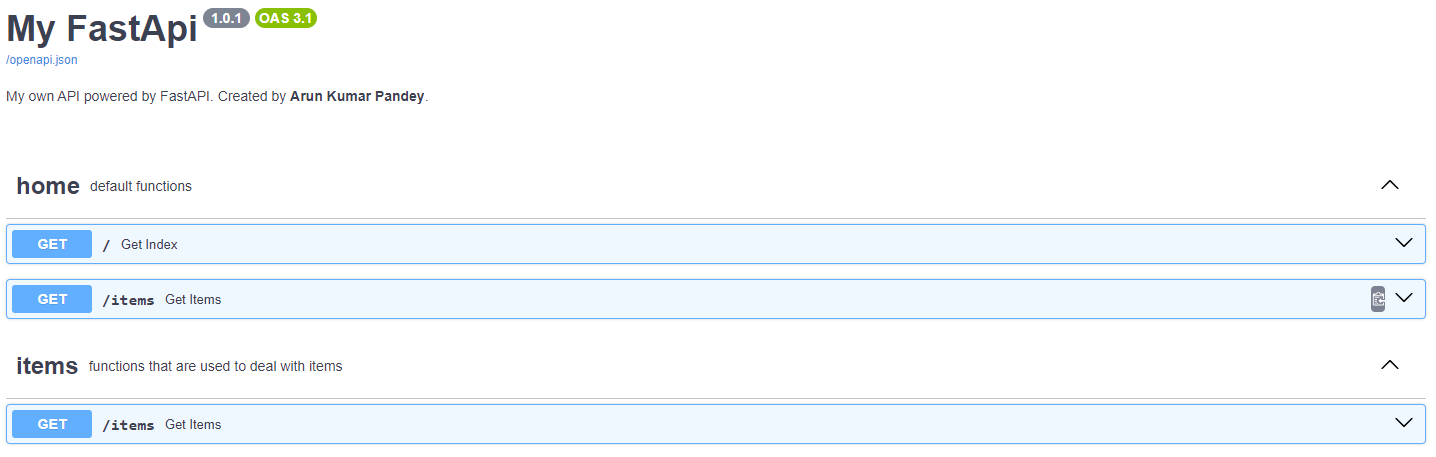 My FastApi 1.0.1 OAS 3.1
/openapi.json
My own API powered by FastAPI. Created by Arun Kumar Pandey.
home default functions
GET / Get Index
GET /items Get Items
items functions that are used to deal with items
GET /items Get Items